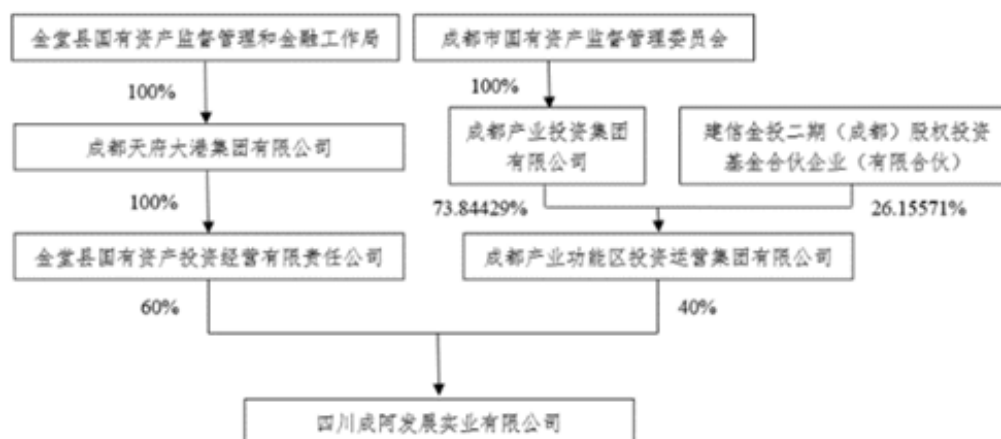 金堂县国有资产监督管理和金融工作局
成都市国有资产监督管理委员会
100%
100%
成都天府大港集团有限公司
成都产业投资集团
有限公司
建信金投二期（成都）股权投资
基金合伙企业（有限合伙）
100%
73.84429%
26.15571%
金堂县国有资产投资经营有限责任公司
成都产业功能区投资运营集团有限公司
60%
40%
四川成阿发展实业有限公司